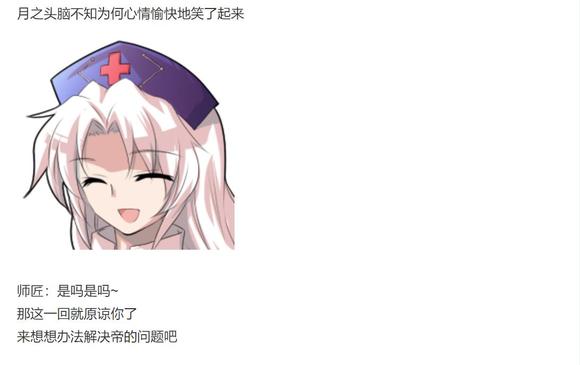 月之头脑不知为何心情愉快地笑了起来
师匠：是吗是吗~
那这一回就原谅你了
来想想办法解决帝的问题吧